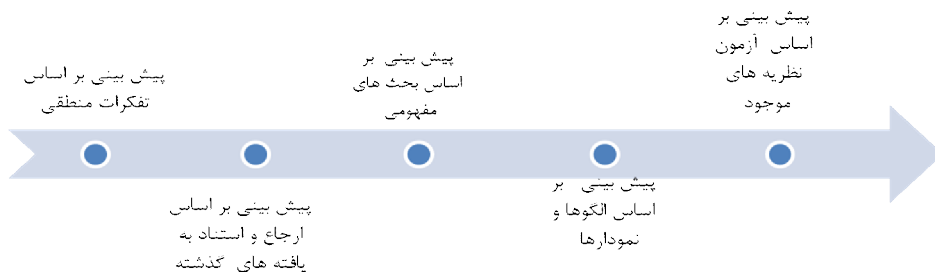 پیش بینی بر اساس
تفکرات منطقی
پیش بینی بر اساس
ارجاع و استناد به
یافته های گذشته
پیش بینی بر
اساس بحث های
مفهومی
پیش بینی بر
اساس الگوها و
نمودارها
پیش بینی بر
اساس آزمون
نظریه های
موجود